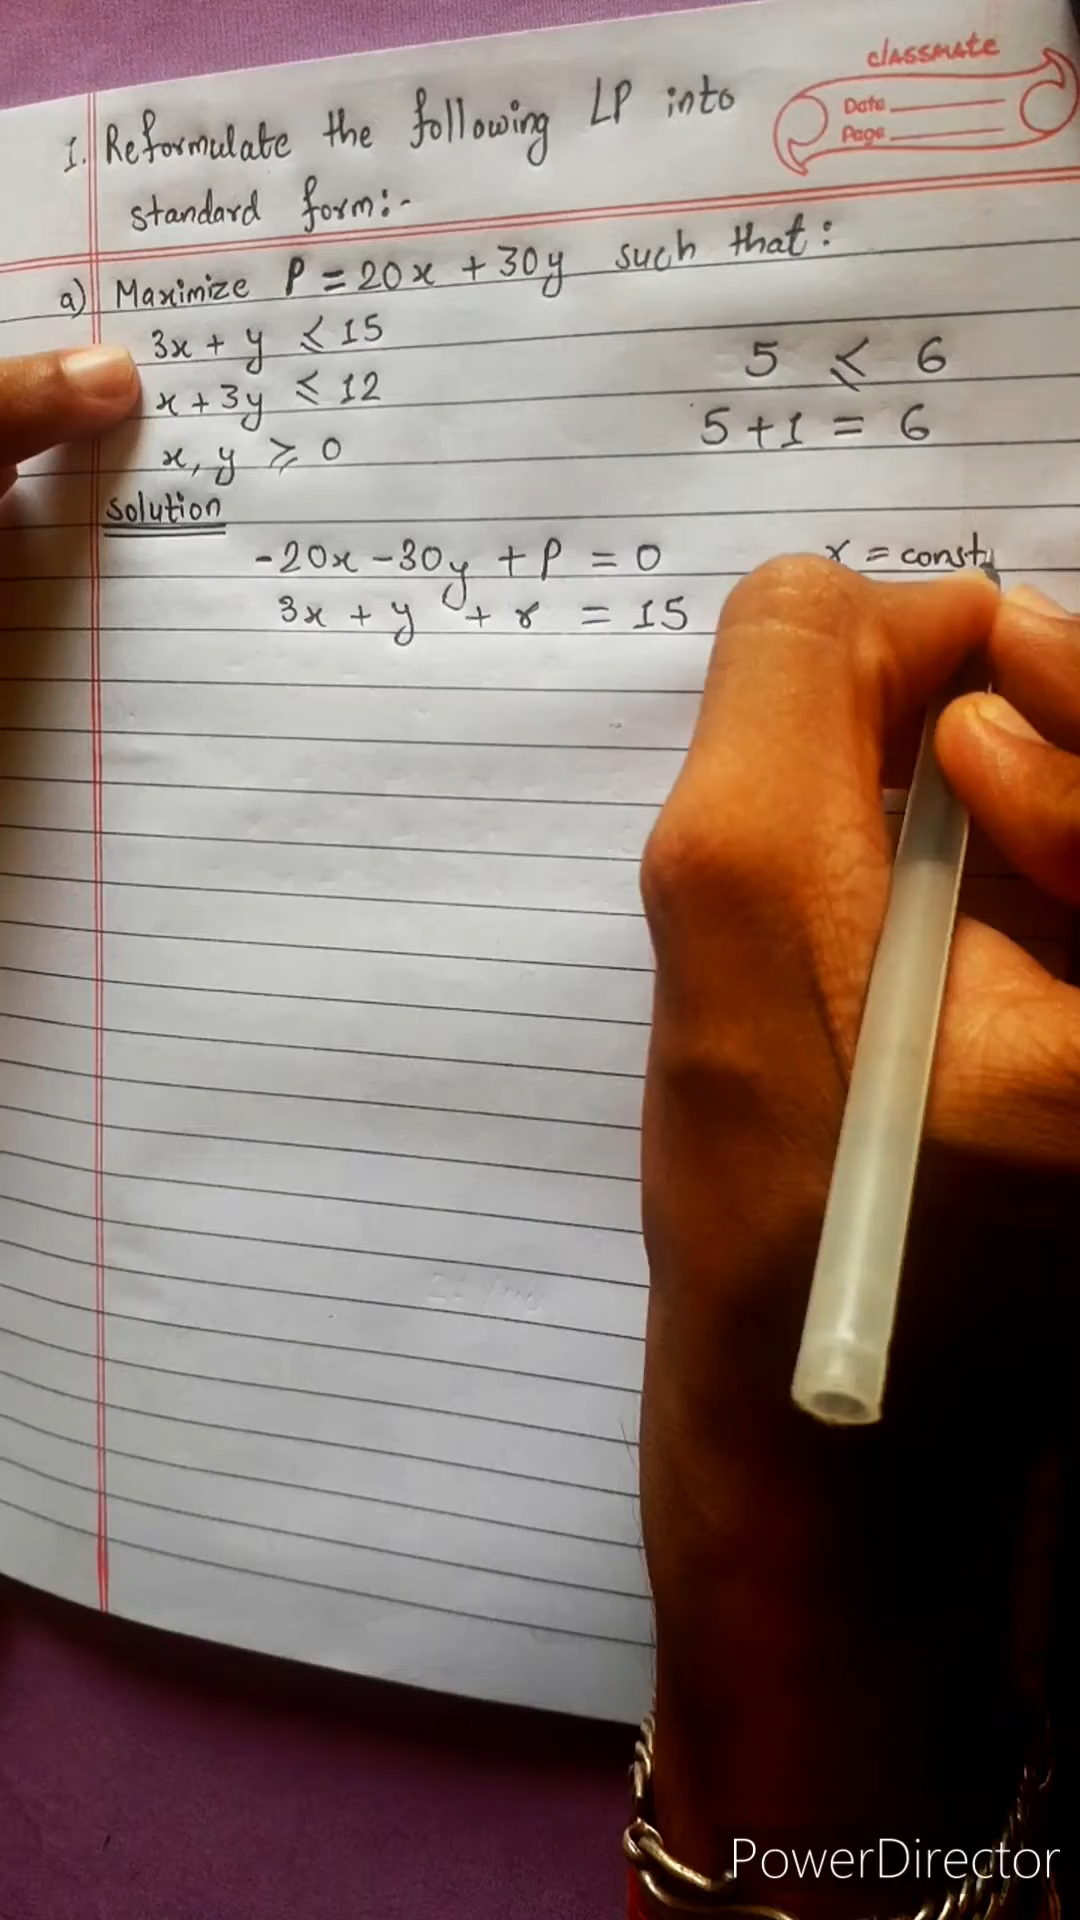 classmate
Date
Page
1. Reformulate the following LP into
standard form:-
a) Maximize P = 20x + 30y such that:
3x + y ⩽ 15
x + 3y ⩽ 12
x, y ⩾ 0
5 ⩽ 6
5 + 1 = 6
Solution
-20x - 30y + P = 0
r = const
3x + y + r = 15
PowerDirector